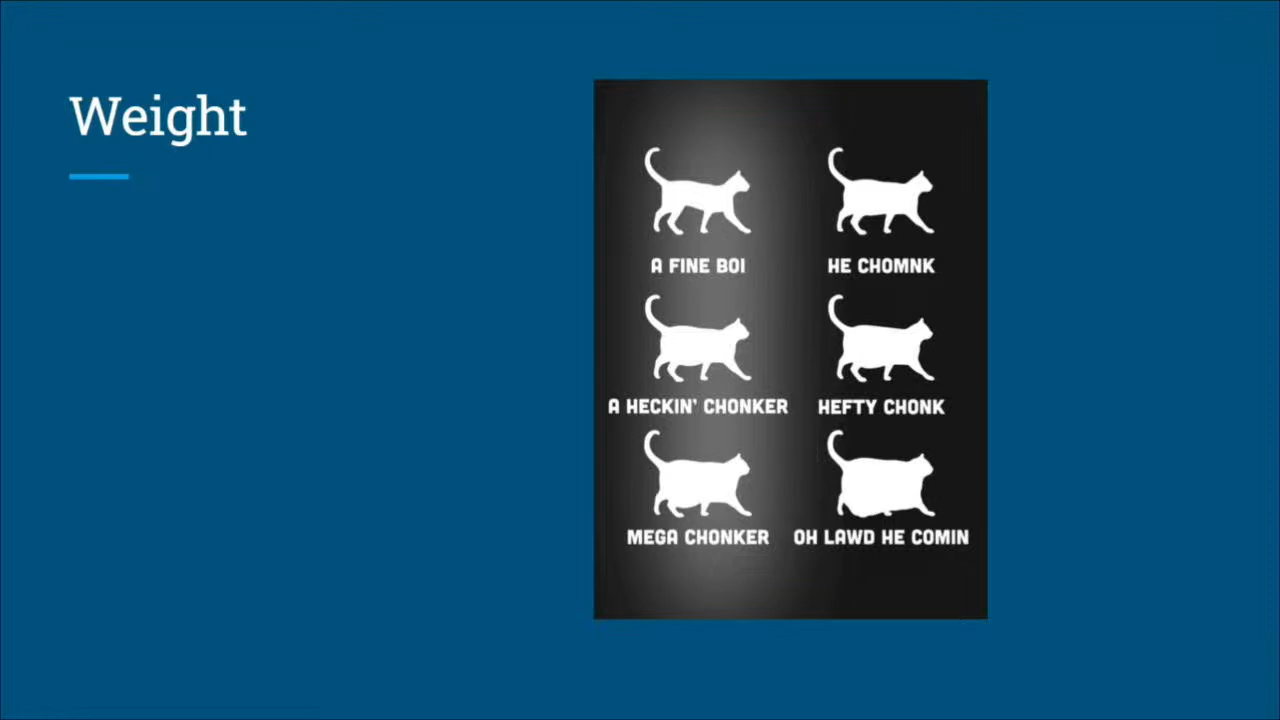 Weight
A FINE BOI
HE CHOMNK
A HECKIN' CHONKER
HEFTY CHONK
MEGA CHONKER
OH LAWD HE COMIN